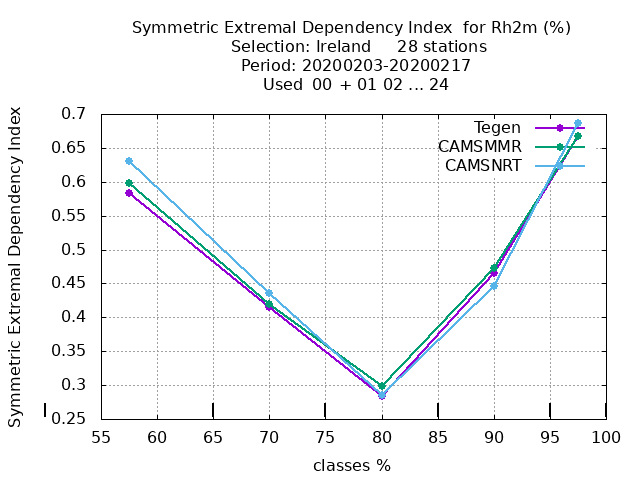 Symmetric Extremal Dependency Index for Rh2m (%)
Selection: Ireland 28 stations
Period: 20200203-20200217
Used 00 + 01 02 ... 24
Symmetric Extremal Dependency Index
0.7
0.65
0.6
0.55
0.5
0.45
0.4
0.35
0.3
0.25
Tegen
CAMSMMR
CAMSNRT
55 60 65 70 75 80 85 90 95 100
classes %